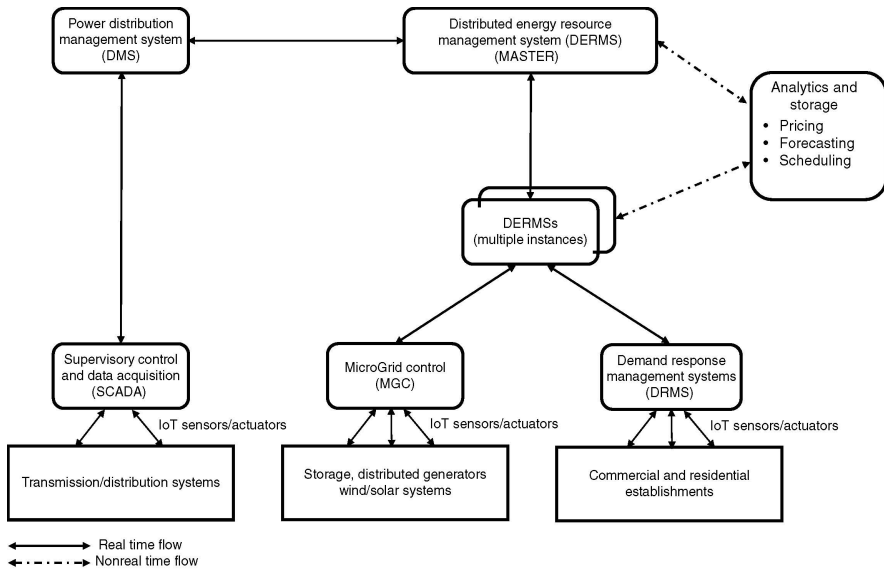 Power distribution
management system
(DMS)
Distributed energy resource
management system (DERMS)
(MASTER)
Analytics and
storage
• Pricing
• Forecasting
• Scheduling
DERMSs
(multiple instances)
Supervisory control
and data acquisition
(SCADA)
MicroGrid control
(MGC)
Demand response
management systems
(DRMS)
IoT sensors/actuators
IoT sensors/actuators
IoT sensors/actuators
Transmission/distribution systems
Storage, distributed generators
wind/solar systems
Commercial and residential
establishments
Real time flow
Nonreal time flow